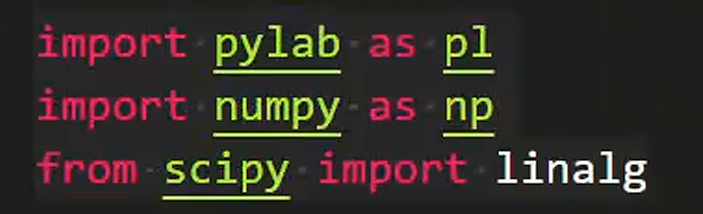 import pylab as pl
import numpy as np
from scipy import linalg